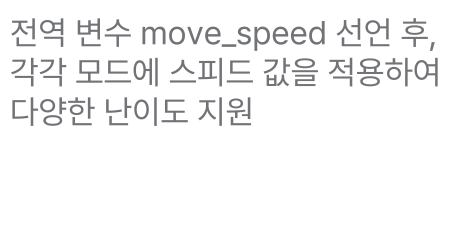 전역 변수 move_speed 선언 후,
각각 모드에 스피드 값을 적용하여
다양한 난이도 지원